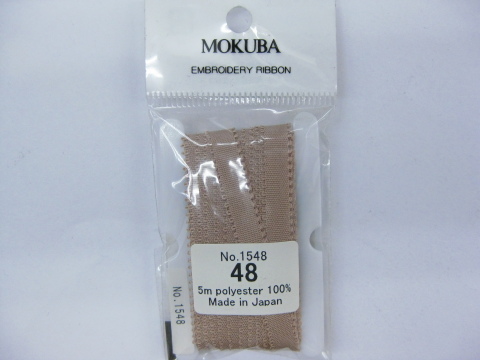 MOKUBA
EMBROIDERY RIBBON
No.1548
48
5m polyester 100%
Made in Japan
No.1548